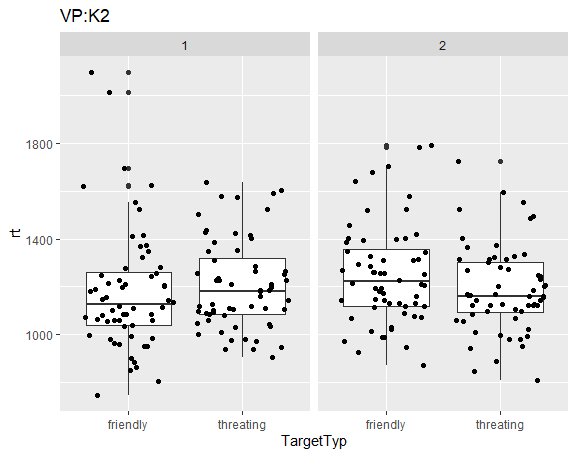 VP:K2
1
2
1800
1400
1000
rt
friendly
threating
friendly
threating
TargetTyp